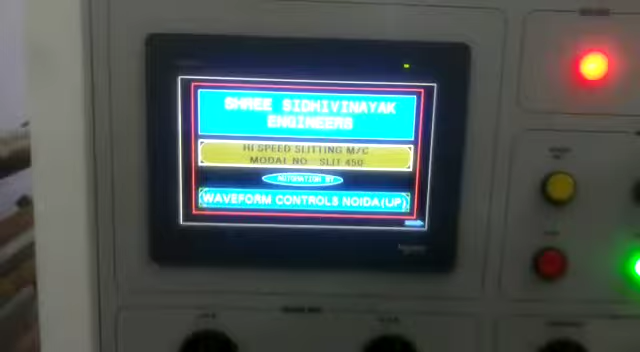 SHREE SIDHIVINAYAK
ENGINEERS
HI SPEED SLITTING M/C
MODAL NO SLIT 450
AUTOMATION BY
WAVEFORM CONTROLS NOIDA(UP)